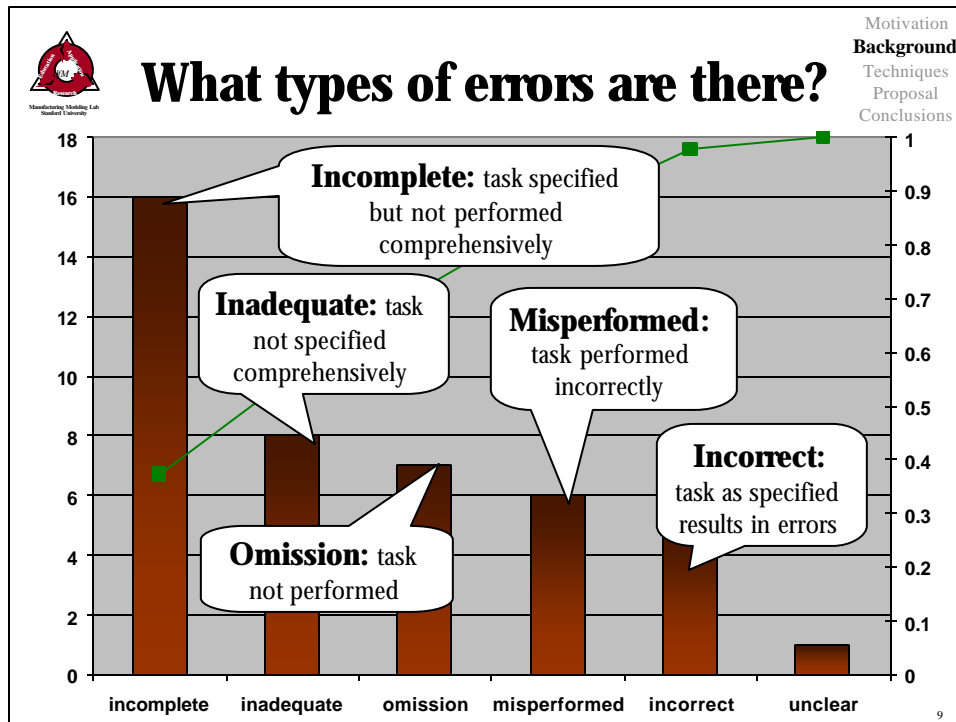 Motivation
Background
Techniques
Proposal
Conclusions
Education
Research
Manufacturing Modeling Lab
Stanford University
What types of errors are there?
Incomplete: task specified
but not performed
comprehensively
Inadequate: task
not specified
comprehensively
Misperformed:
task performed
incorrectly
Incorrect:
task as specified
results in errors
Omission: task
not performed
18
16
14
12
10
8
6
4
2
0
1
0.9
0.8
0.7
0.6
0.5
0.4
0.3
0.2
0.1
0
incomplete inadequate omission misperformed incorrect unclear
9